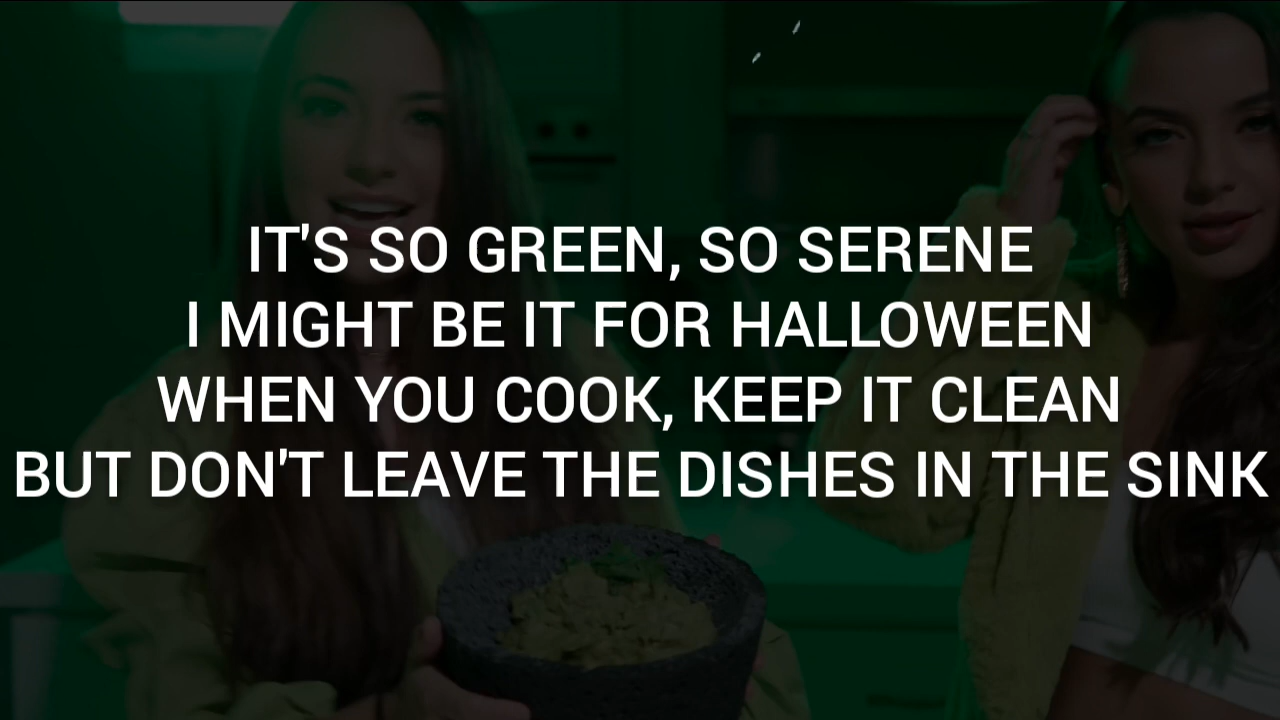 IT'S SO GREEN, SO SERENE
I MIGHT BE IT FOR HALLOWEEN
WHEN YOU COOK, KEEP IT CLEAN
BUT DON'T LEAVE THE DISHES IN THE SINK